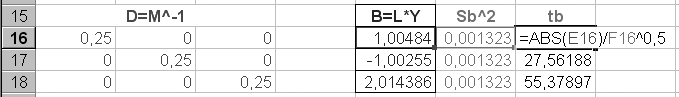 15 D=M^-1 B=L*Y Sb^2 tb
16 0,25 0 0 1,00484 0,001323 =ABS(E16)/F16^0,5
17 0 0,25 0 -1,00255 0,001323 27,56188
18 0 0 0,25 2,014386 0,001323 55,37897